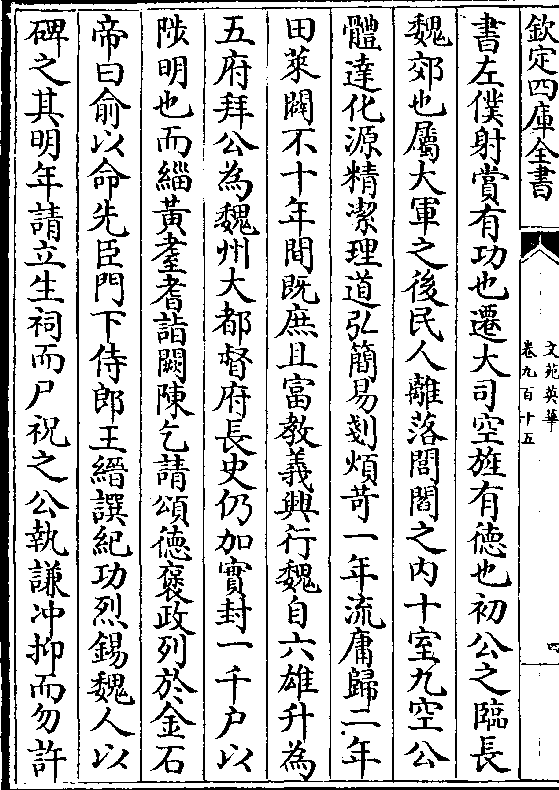 欽定四庫全書
文苑英華
卷九百十五
四
書左僕射賞有功也遷大司空旌有德也初公之臨長
魏郊也屬大軍之後民人離落閭閻之內十室九空公
體達化源精潔理道弘簡易剗煩苛一年流庸歸二年
田萊闢不十年間既庶且富教義興行魏自六雄升為
五府拜公為魏州大都督府長史仍加實封一千户以
陟明也而緇黃耋耆詣闕陳乞請頌德褒政列於金石
帝曰俞以命先臣門下侍郎王縉譔紀功烈錫魏人以
碑之其明年請立生祠而尸祝之公執謙冲抑而勿許